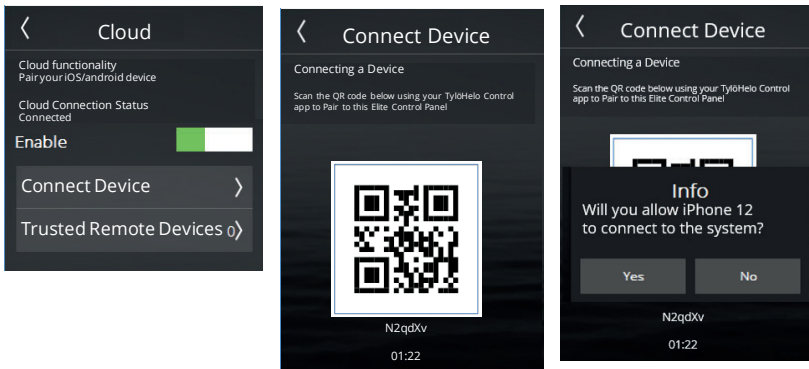 Cloud
Cloud functionality
Pair your iOS/android device
Cloud Connection Status
Connected
Enable
Connect Device
Trusted Remote Devices 0
Connect Device
Connecting a Device
Scan the QR code below using your TylöHelo Control
app to Pair to this Elite Control Panel
N2qdXv
01:22
Connect Device
Connecting a Device
Scan the QR code below using your TylöHelo Control
app to Pair to this Elite Control Panel
Info
Will you allow iPhone 12
to connect to the system?
Yes No
N2qdXv
01:22